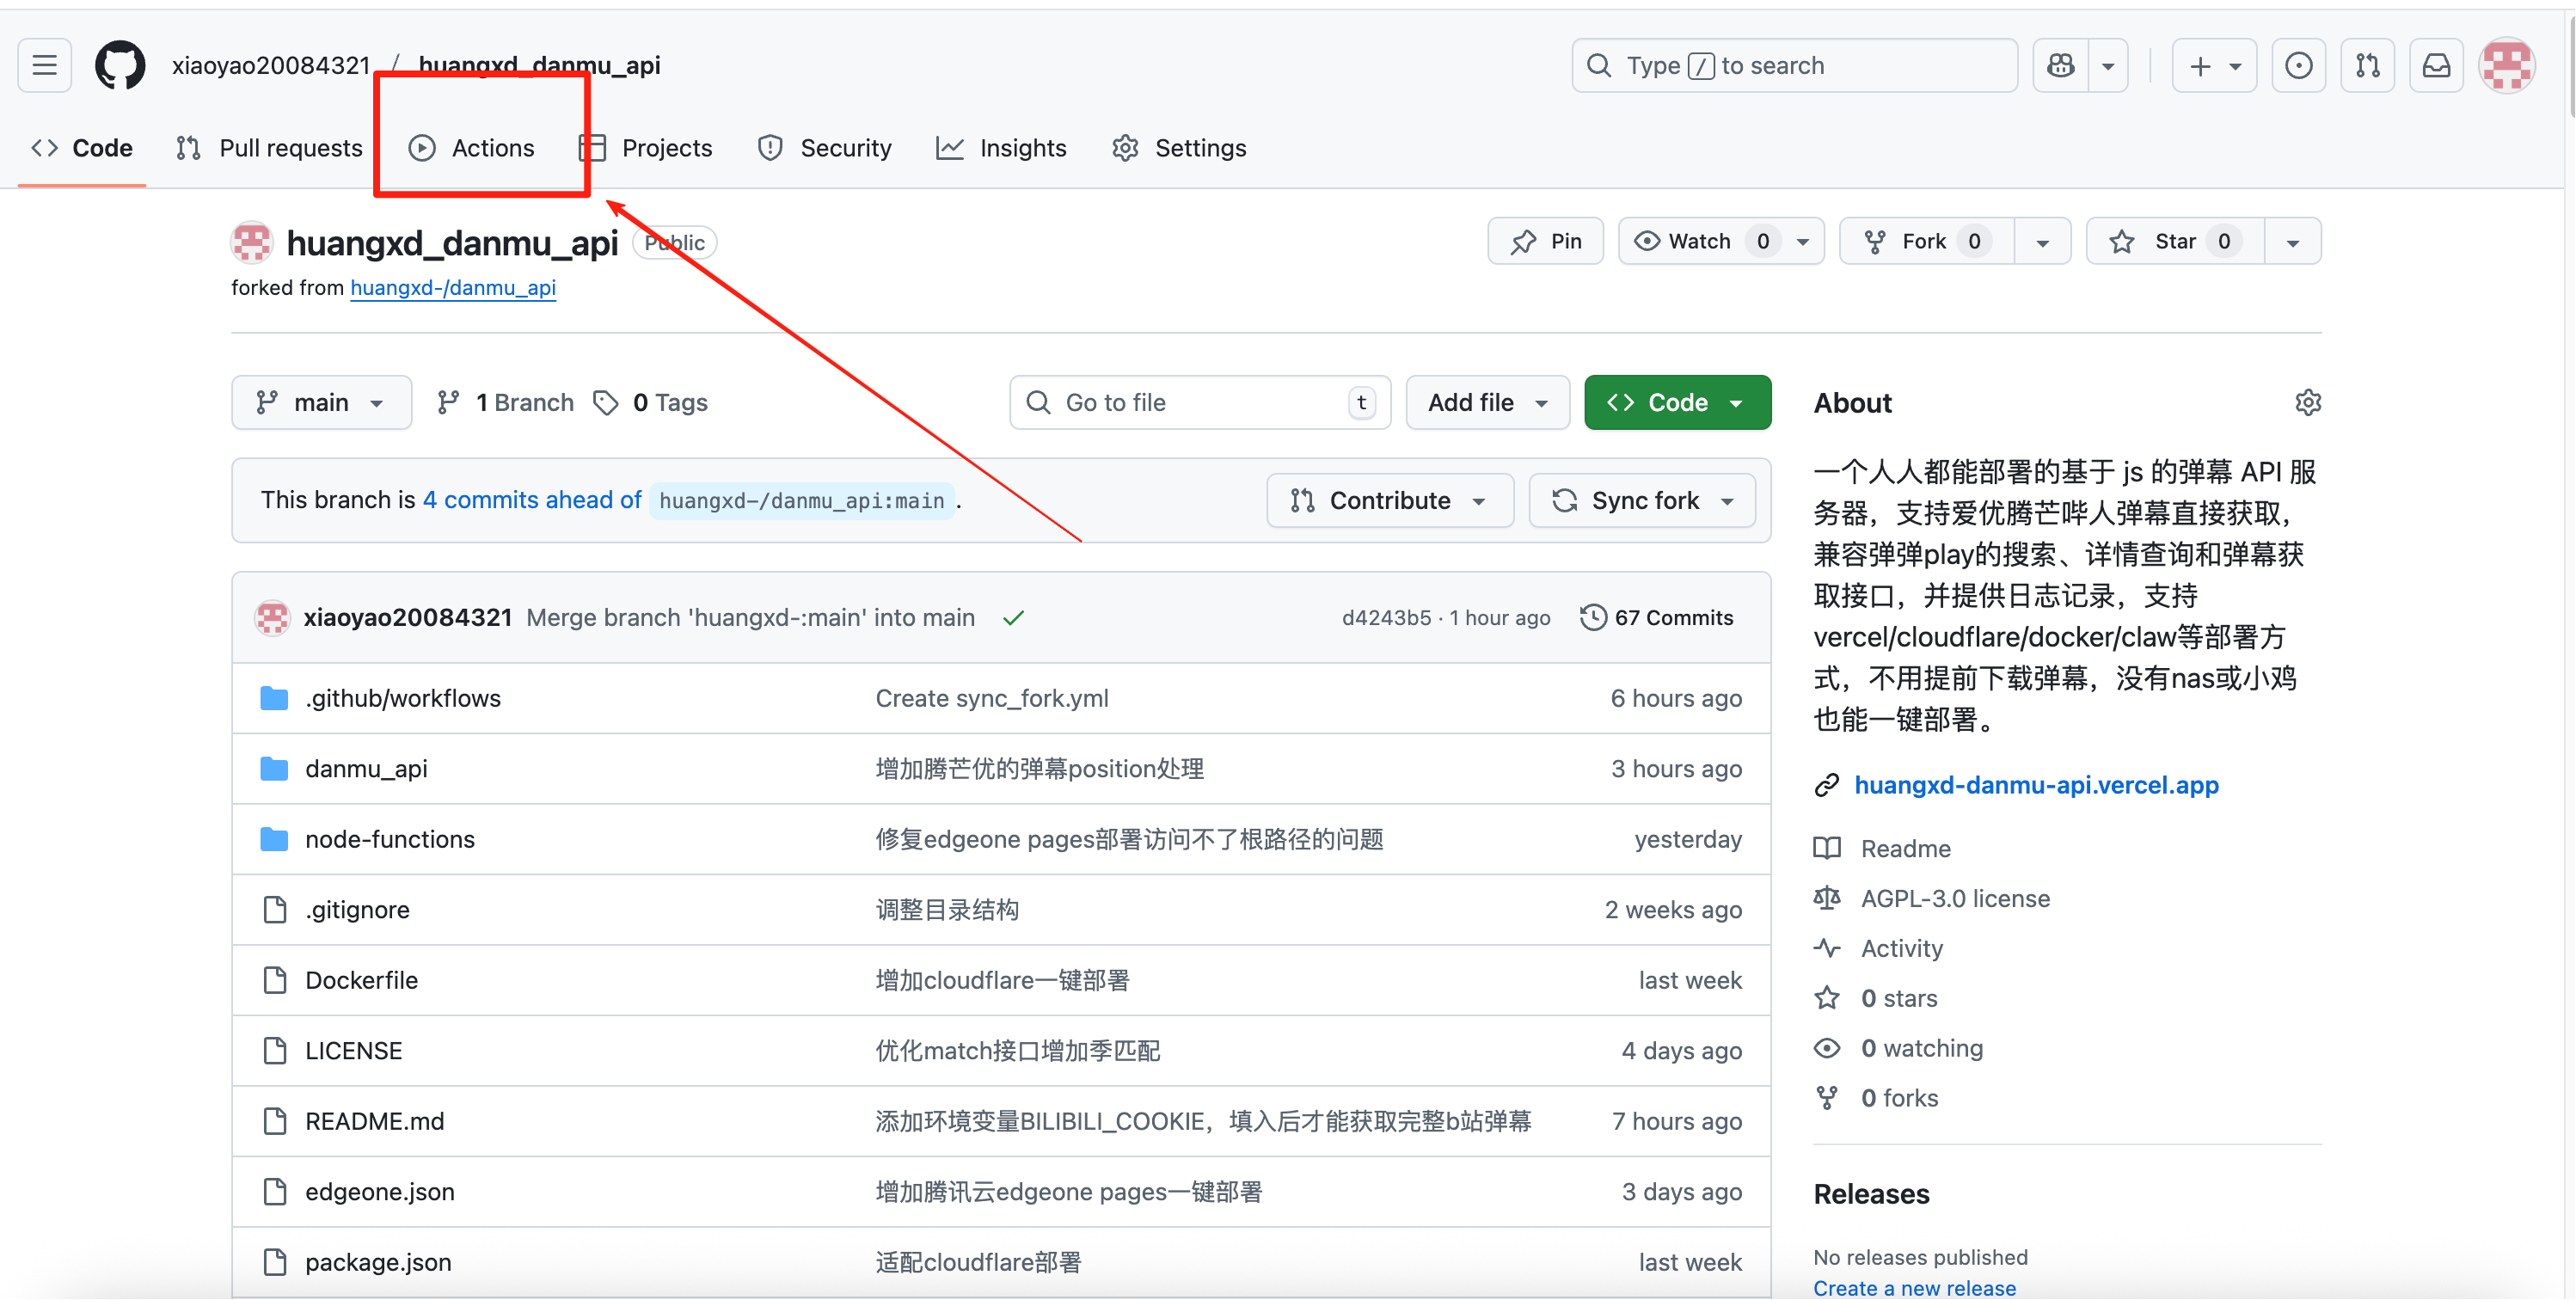 xiaoyao20084321 / huangxd_danmu_api
Type / to search
Code Pull requests Actions Projects Security Insights Settings
huangxd_danmu_api Public
forked from huangxd-/danmu_api
Pin Watch 0 Fork 0 Star 0
main 1 Branch 0 Tags
Go to file t Add file Code
This branch is 4 commits ahead of huangxd-/danmu_api:main.
Contribute Sync fork
xiaoyao20084321 Merge branch 'huangxd-:main' into main d4243b5 · 1 hour ago 67 Commits
.github/workflows Create sync_fork.yml 6 hours ago
danmu_api 增加腾芒优的弹幕position处理 3 hours ago
node-functions 修复edgeone pages部署访问不了根路径的问题 yesterday
.gitignore 调整目录结构 2 weeks ago
Dockerfile 增加cloudflare一键部署 last week
LICENSE 优化match接口增加季匹配 4 days ago
README.md 添加环境变量BILIBILI_COOKIE，填入后才能获取完整b站弹幕 7 hours ago
edgeone.json 增加腾讯云edgeone pages一键部署 3 days ago
package.json 适配cloudflare部署 last week
About
一个人人都能部署的基于 js 的弹幕 API 服
务器，支持爱优腾芒哔人弹幕直接获取，
兼容弹弹play的搜索、详情查询和弹幕获
取接口，并提供日志记录，支持
vercel/cloudflare/docker/claw等部署方
式，不用提前下载弹幕，没有nas或小鸡
也能一键部署。
huangxd-danmu-api.vercel.app
Readme
AGPL-3.0 license
Activity
0 stars
0 watching
0 forks
Releases
No releases published
Create a new release